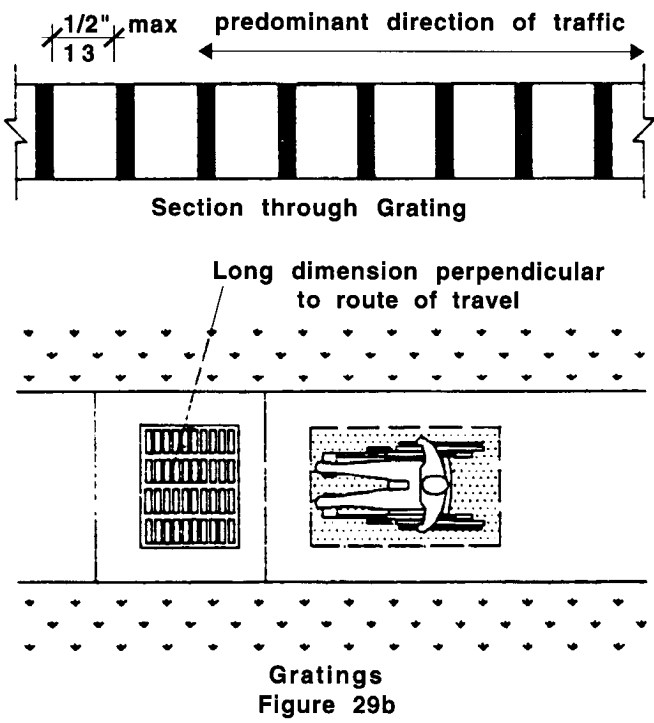 1/2" max
13
predominant direction of traffic
Section through Grating
Long dimension perpendicular
to route of travel
Gratings
Figure 29b